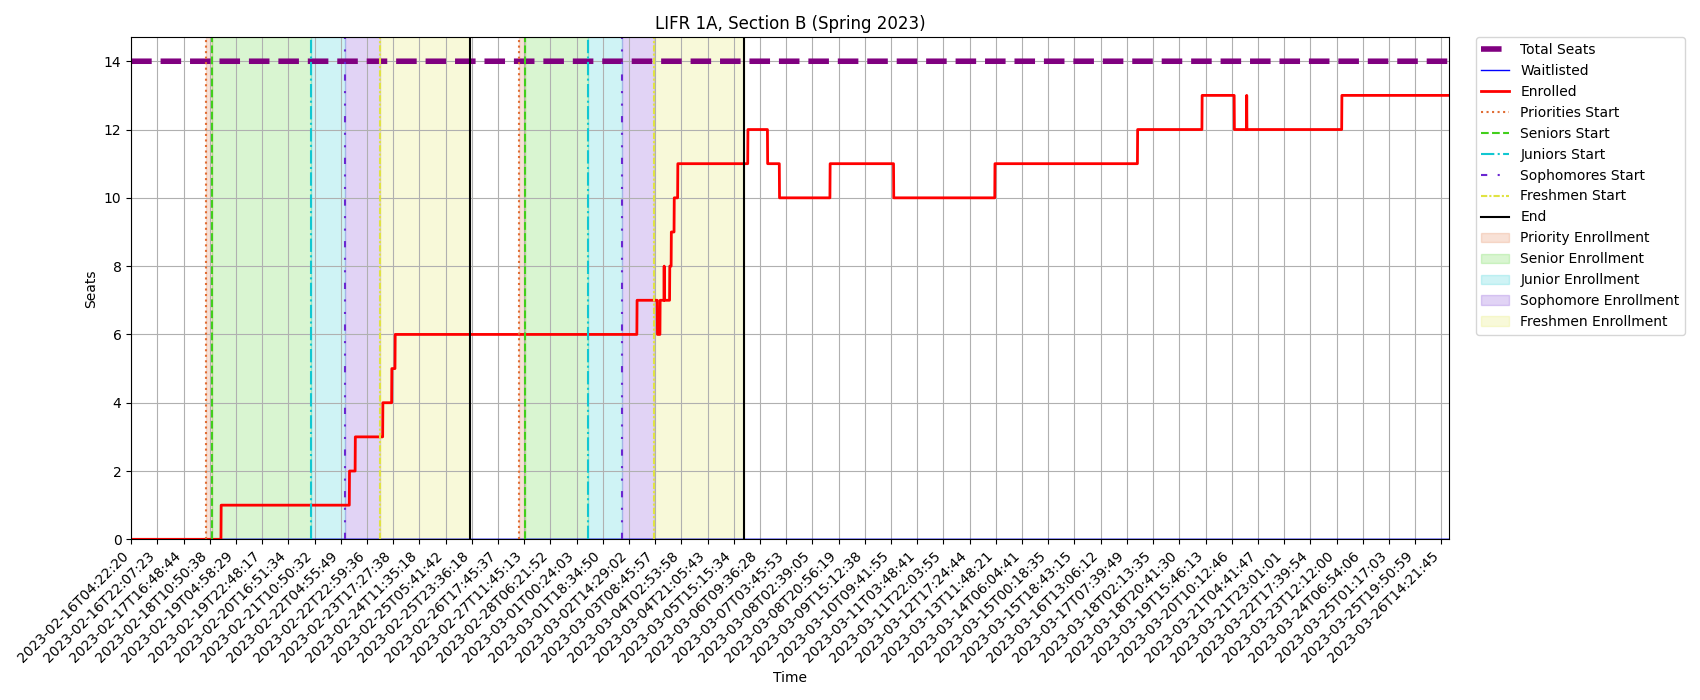 LIFR 1A, Section B (Spring 2023)
Seats
14
12
10
8
6
4
2
0
2023-02-16T04:22:20
2023-02-16T22:07:23
2023-02-17T16:48:44
2023-02-18T10:50:38
2023-02-19T04:58:29
2023-02-19T22:48:17
2023-02-20T16:51:34
2023-02-21T10:50:32
2023-02-22T04:55:49
2023-02-22T22:59:36
2023-02-23T17:27:38
2023-02-24T11:35:18
2023-02-25T05:41:42
2023-02-25T23:36:18
2023-02-26T17:45:37
2023-02-27T11:45:13
2023-02-28T06:21:52
2023-03-01T00:24:03
2023-03-01T18:34:50
2023-03-02T14:29:02
2023-03-03T08:45:57
2023-03-04T02:53:58
2023-03-04T21:05:43
2023-03-05T15:15:34
2023-03-06T09:36:28
2023-03-07T03:45:53
2023-03-08T02:39:05
2023-03-08T20:56:19
2023-03-09T15:12:38
2023-03-10T09:41:55
2023-03-11T03:48:41
2023-03-11T22:03:55
2023-03-12T17:24:44
2023-03-13T11:48:21
2023-03-14T06:04:41
2023-03-15T00:18:35
2023-03-15T18:43:15
2023-03-16T13:06:12
2023-03-17T07:39:49
2023-03-18T02:13:35
2023-03-18T20:41:30
2023-03-19T15:46:13
2023-03-20T10:12:46
2023-03-21T04:41:47
2023-03-21T23:01:01
2023-03-22T17:39:54
2023-03-23T12:12:00
2023-03-24T06:54:06
2023-03-25T01:17:03
2023-03-25T19:50:59
2023-03-26T14:21:45
Time
Total Seats
Waitlisted
Enrolled
Priorities Start
Seniors Start
Juniors Start
Sophomores Start
Freshmen Start
End
Priority Enrollment
Senior Enrollment
Junior Enrollment
Sophomore Enrollment
Freshmen Enrollment